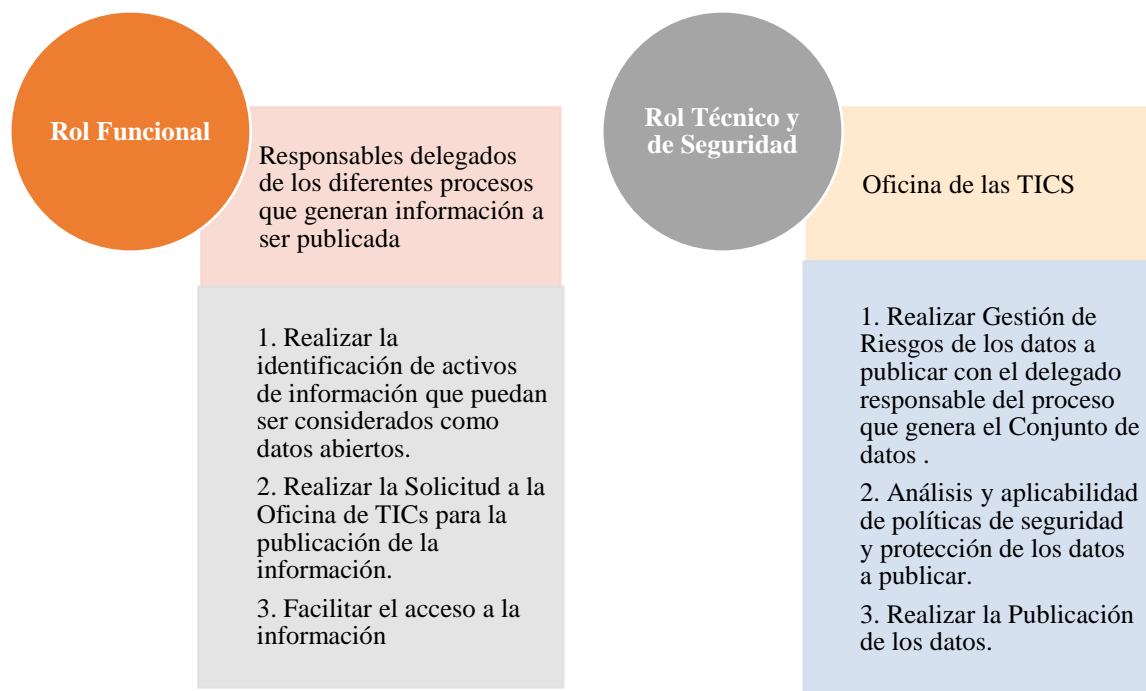 Rol Funcional
Responsables delegados
de los diferentes procesos
que generan información a
ser publicada
1. Realizar la
identificación de activos
de información que puedan
ser considerados como
datos abiertos.
2. Realizar la Solicitud a la
Oficina de TICs para la
publicación de la
información.
3. Facilitar el acceso a la
información
Rol Técnico y
de Seguridad
Oficina de las TICS
1. Realizar Gestión de
Riesgos de los datos a
publicar con el delegado
responsable del proceso
que genera el Conjunto de
datos .
2. Análisis y aplicabilidad
de políticas de seguridad
y protección de los datos
a publicar.
3. Realizar la Publicación
de los datos.